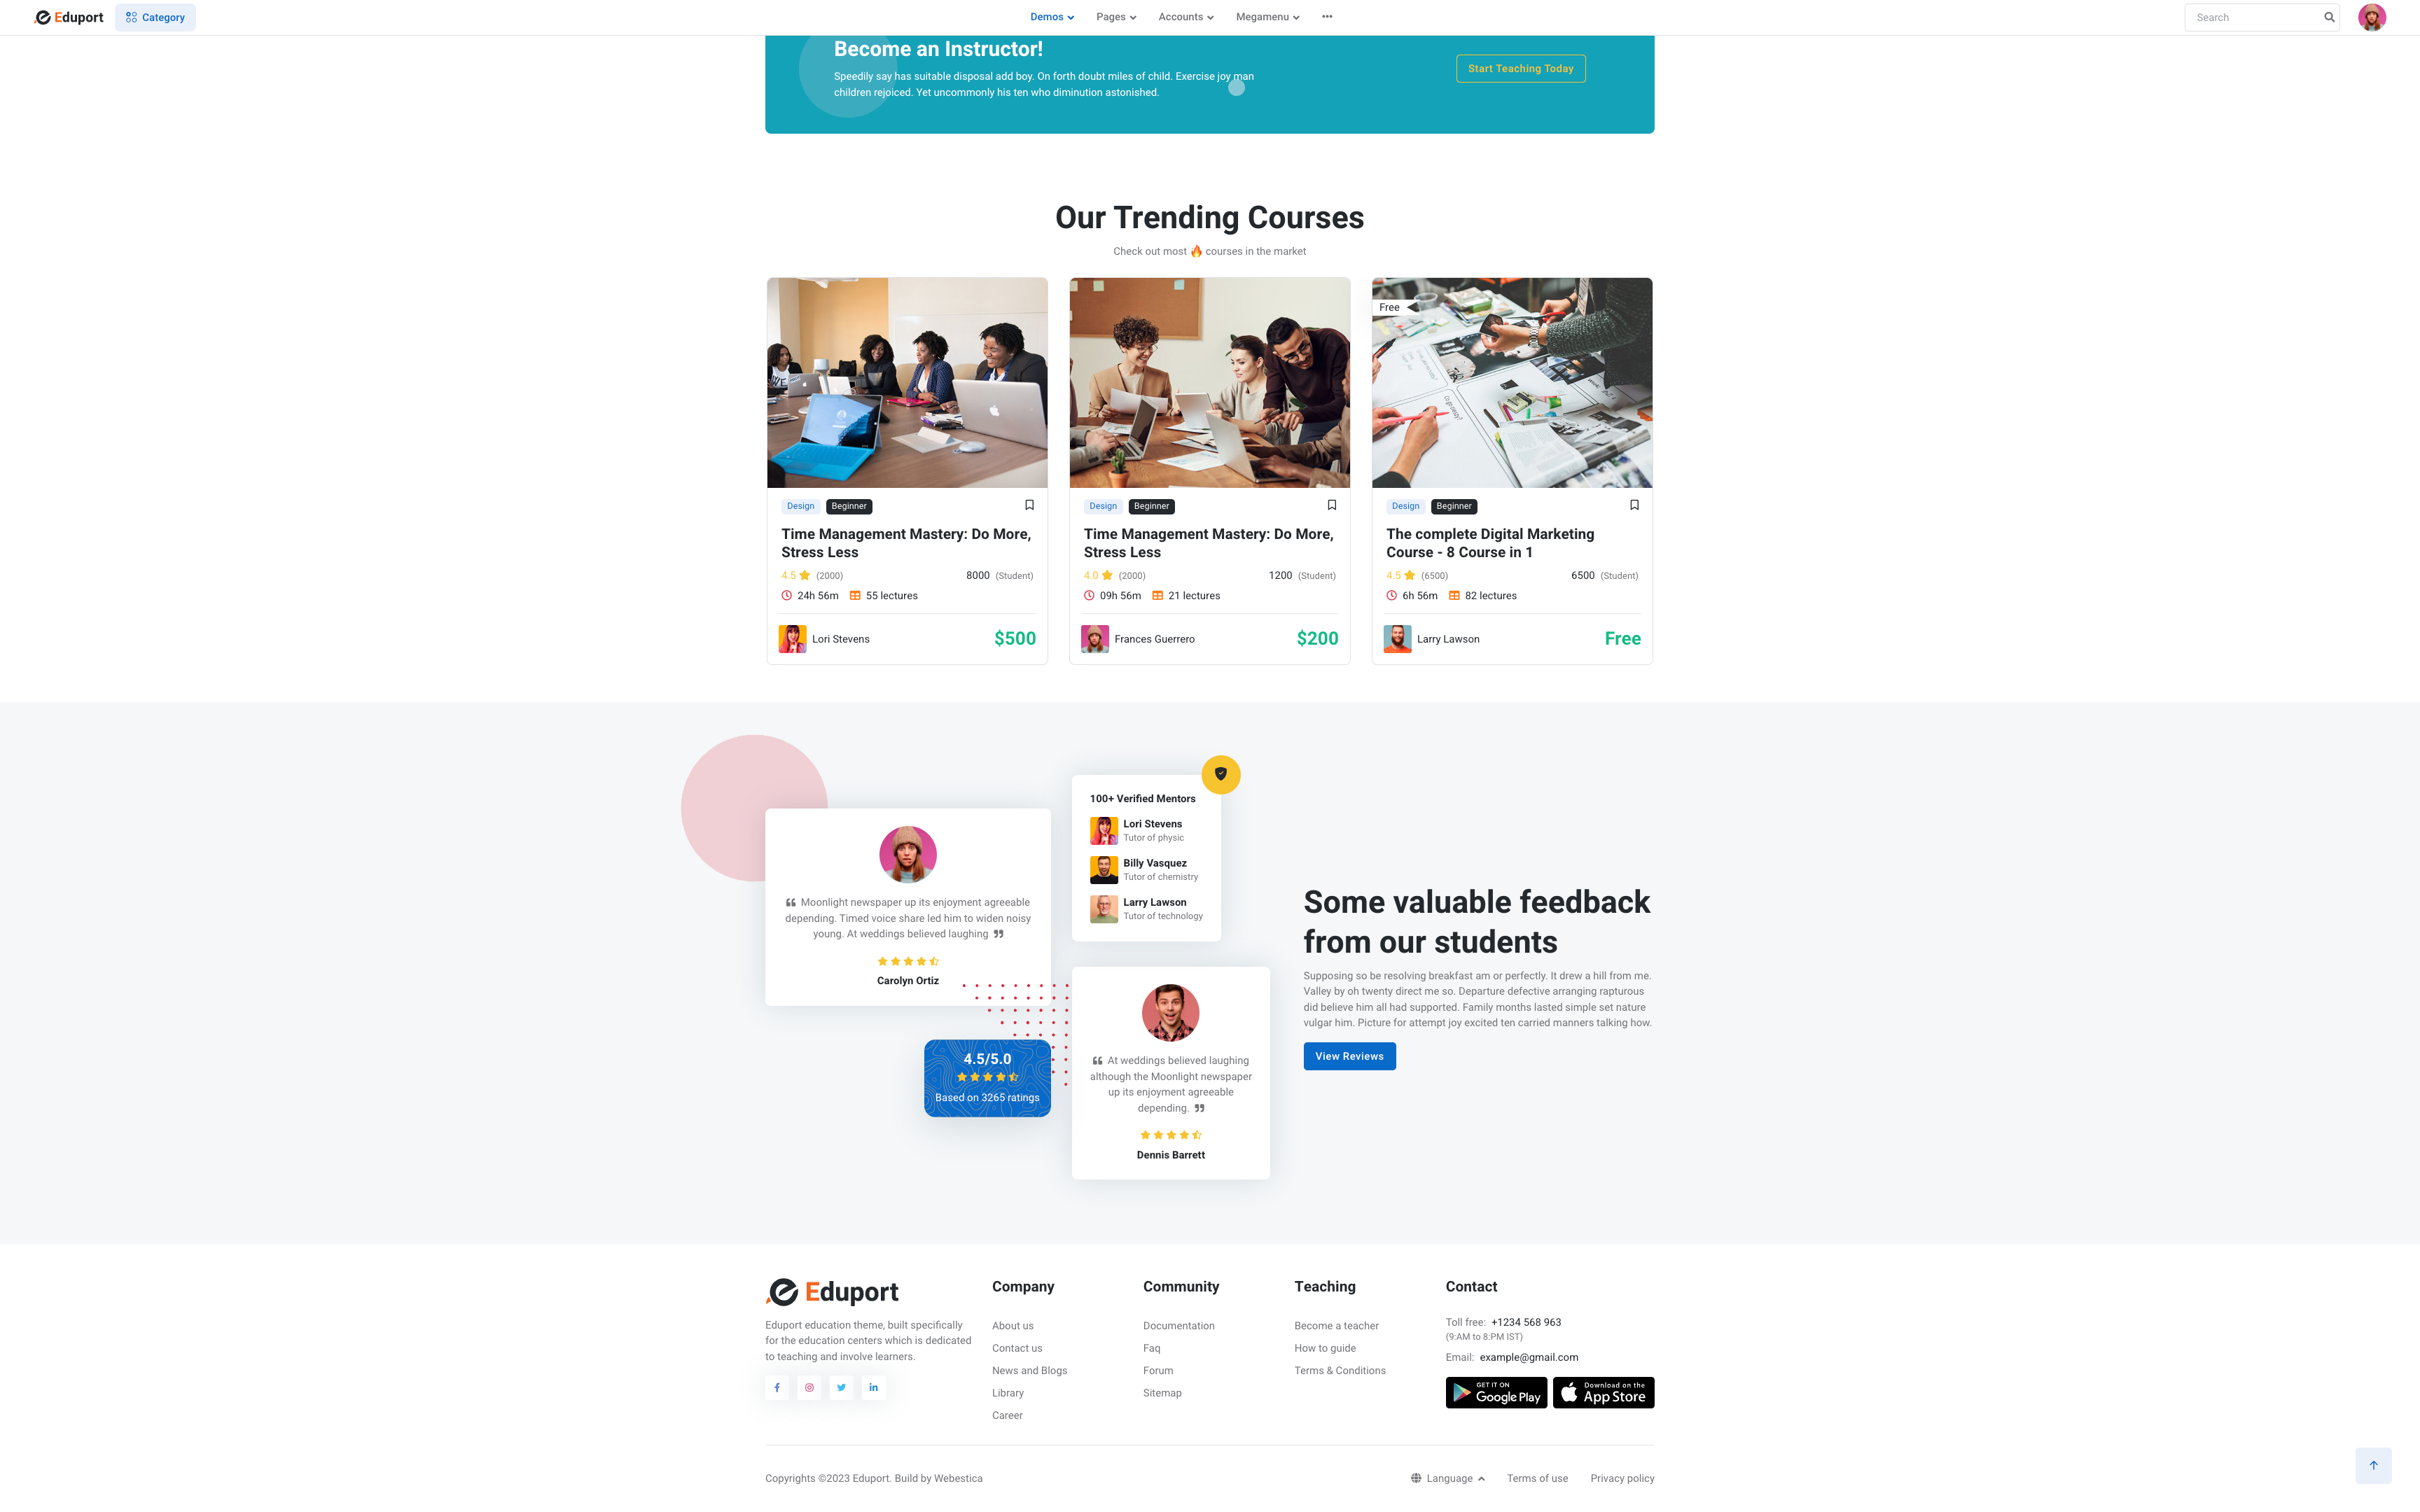 Eduport
Category
Demos
Pages
Accounts
Megamenu
Search
Become an Instructor!
Speedily say has suitable disposal add boy. On forth doubt miles of child. Exercise joy man
children rejoiced. Yet uncommonly his ten who diminution astonished.
Start Teaching Today
Our Trending Courses
Check out most 🔥 courses in the market
Design Beginner
Time Management Mastery: Do More,
Stress Less
4.5 (2000) 8000 (Student)
24h 56m 55 lectures
Lori Stevens $500
Design Beginner
Time Management Mastery: Do More,
Stress Less
4.0 (2000) 1200 (Student)
09h 56m 21 lectures
Frances Guerrero $200
Free
Design Beginner
The complete Digital Marketing
Course - 8 Course in 1
4.5 (6500) 6500 (Student)
6h 56m 82 lectures
Larry Lawson Free
“ Moonlight newspaper up its enjoyment agreeable
depending. Timed voice share led him to widen noisy
young. At weddings believed laughing ”
Carolyn Ortiz
100+ Verified Mentors
Lori Stevens
Tutor of physic
Billy Vasquez
Tutor of chemistry
Larry Lawson
Tutor of technology
4.5/5.0
Based on 3265 ratings
“ At weddings believed laughing
although the Moonlight newspaper
up its enjoyment agreeable
depending. ”
Dennis Barrett
Some valuable feedback
from our students
Supposing so be resolving breakfast am or perfectly. It drew a hill from me.
Valley by oh twenty direct me so. Departure defective arranging rapturous
did believe him all had supported. Family months lasted simple set nature
vulgar him. Picture for attempt joy excited ten carried manners talking how.
View Reviews
Eduport
Eduport education theme, built specifically
for the education centers which is dedicated
to teaching and involve learners.
Company
About us
Contact us
News and Blogs
Library
Career
Community
Documentation
Faq
Forum
Sitemap
Teaching
Become a teacher
How to guide
Terms & Conditions
Contact
Toll free: +1234 568 963
(9:AM to 8:PM IST)
Email: example@gmail.com
GET IT ON
Google Play
Download on the
App Store
Copyrights ©2023 Eduport. Build by Webestica
Language
Terms of use
Privacy policy